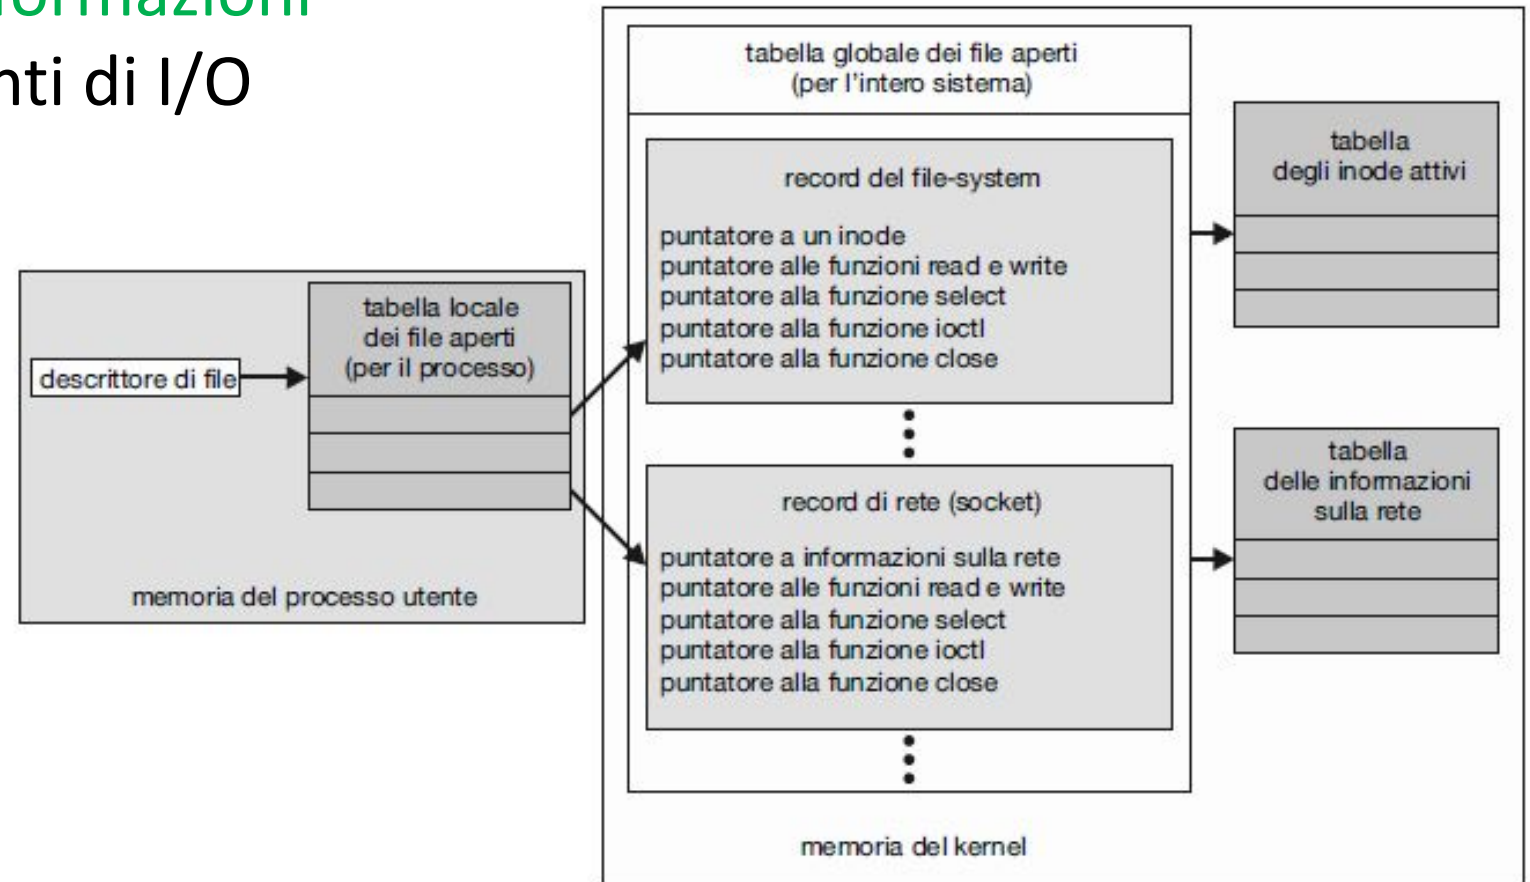 formazioni
nti di I/O
tabella globale dei file aperti
(per l'intero sistema)
record del file-system
puntatore a un inode
puntatore alle funzioni read e write
puntatore alla funzione select
puntatore alla funzione ioctl
puntatore alla funzione close
tabella
degli inode attivi
tabella locale
dei file aperti
(per il processo)
descrittore di file
memoria del processo utente
record di rete (socket)
puntatore a informazioni sulla rete
puntatore alle funzioni read e write
puntatore alla funzione select
puntatore alla funzione ioctl
puntatore alla funzione close
tabella
delle informazioni
sulla rete
memoria del kernel